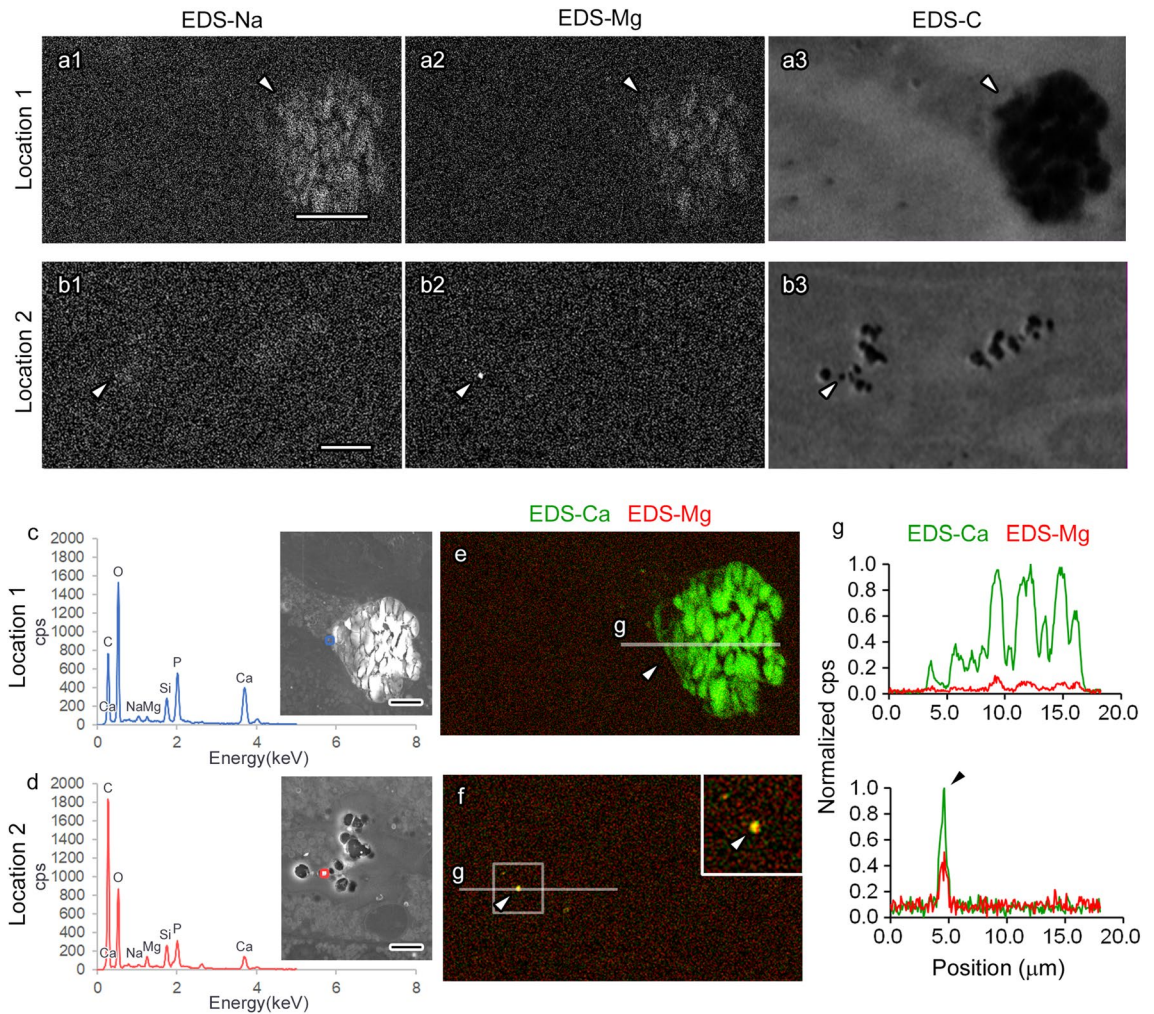 EDS-Na EDS-Mg EDS-C
Location 1
a1 a2 a3
Location 2
b1 b2 b3
EDS-Ca EDS-Mg
c
Location 1
cps
2000
1800
1600
1400
1200
1000
800
600
400
200
0
C O Ca Na Mg Si P Ca
0 2 4 6 8
Energy(keV)
e
g
d
Location 2
cps
2000
1800
1600
1400
1200
1000
800
600
400
200
0
C O Ca Na Mg Si P Ca
0 2 4 6 8
Energy(keV)
f
g
g
EDS-Ca EDS-Mg
Normalized cps
1.0
0.8
0.6
0.4
0.2
0.0
0.0 5.0 10.0 15.0 20.0
1.0
0.8
0.6
0.4
0.2
0.0
0.0 5.0 10.0 15.0 20.0
Position (μm)